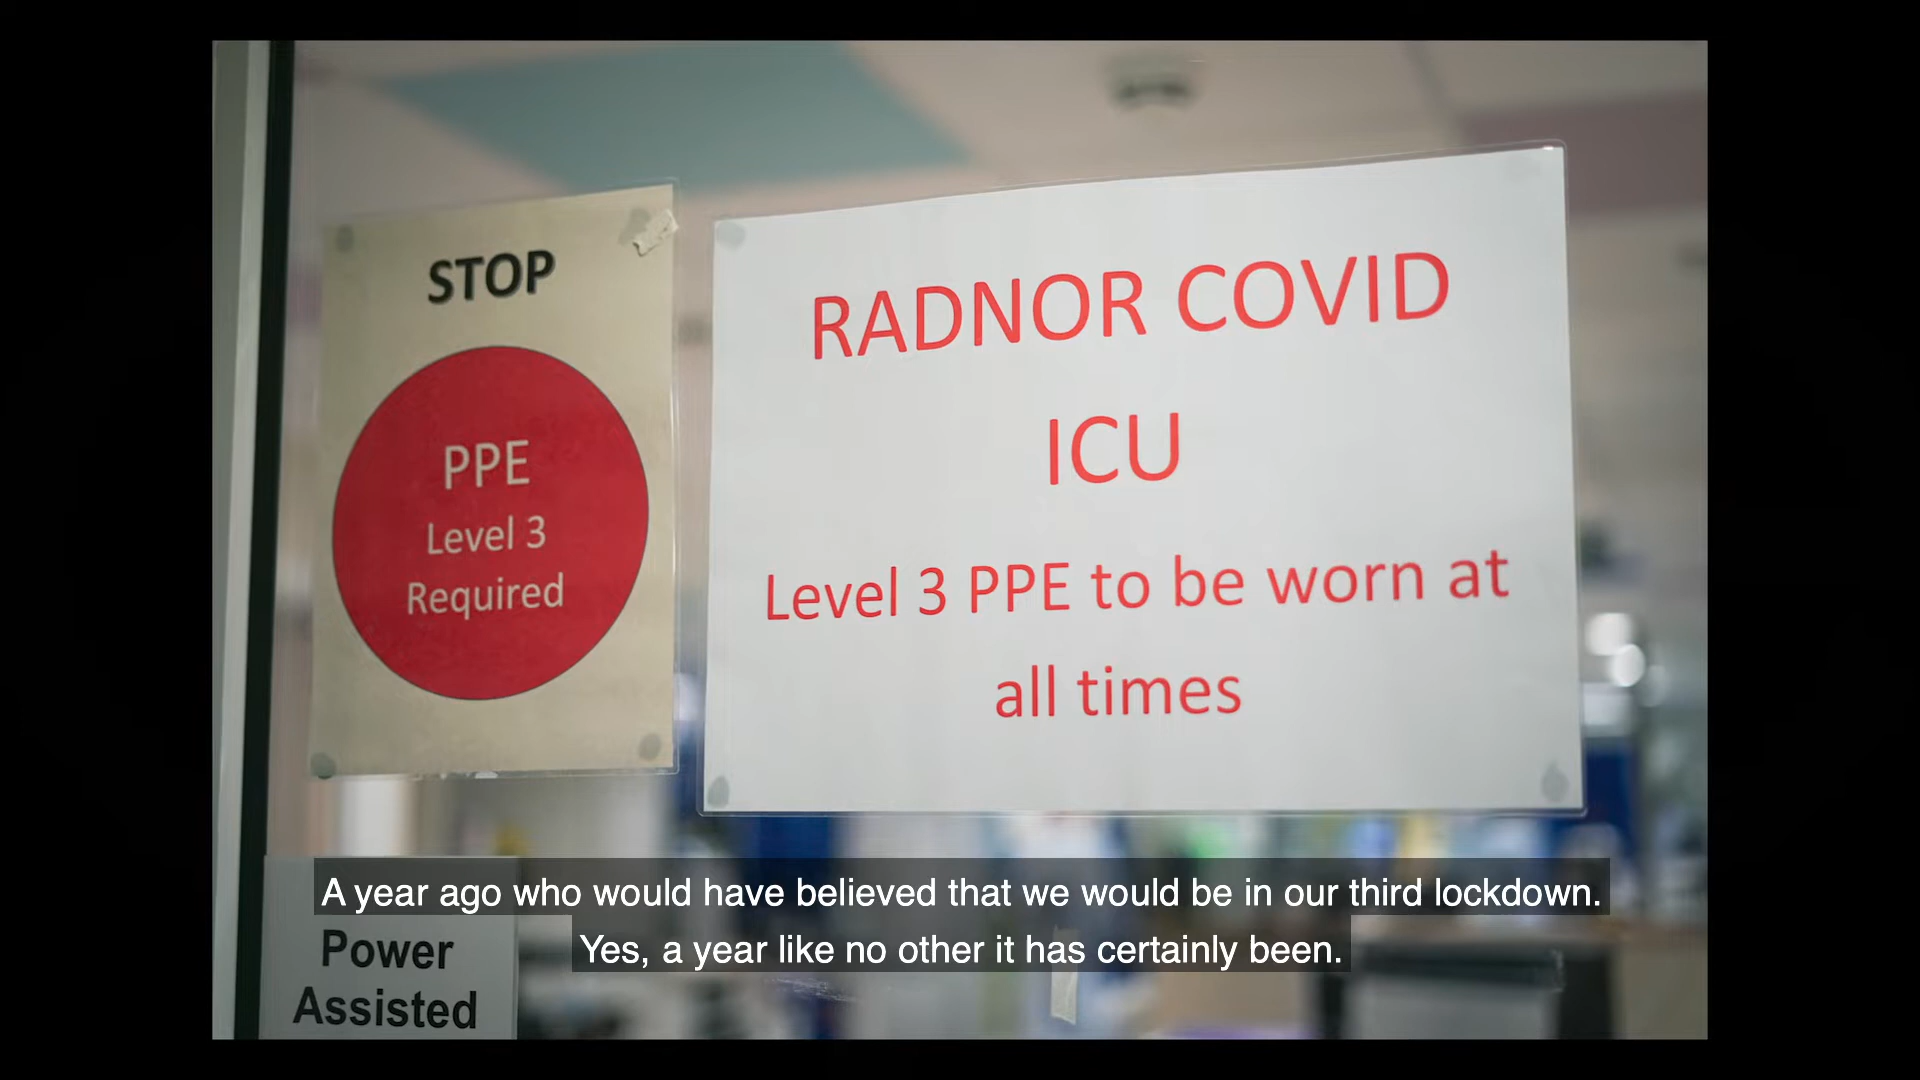 STOP
PPE
Level 3
Required
RADNOR COVID
ICU
Level 3 PPE to be worn at
all times
Power
Assisted
A year ago who would have believed that we would be in our third lockdown.
Yes, a year like no other it has certainly been.